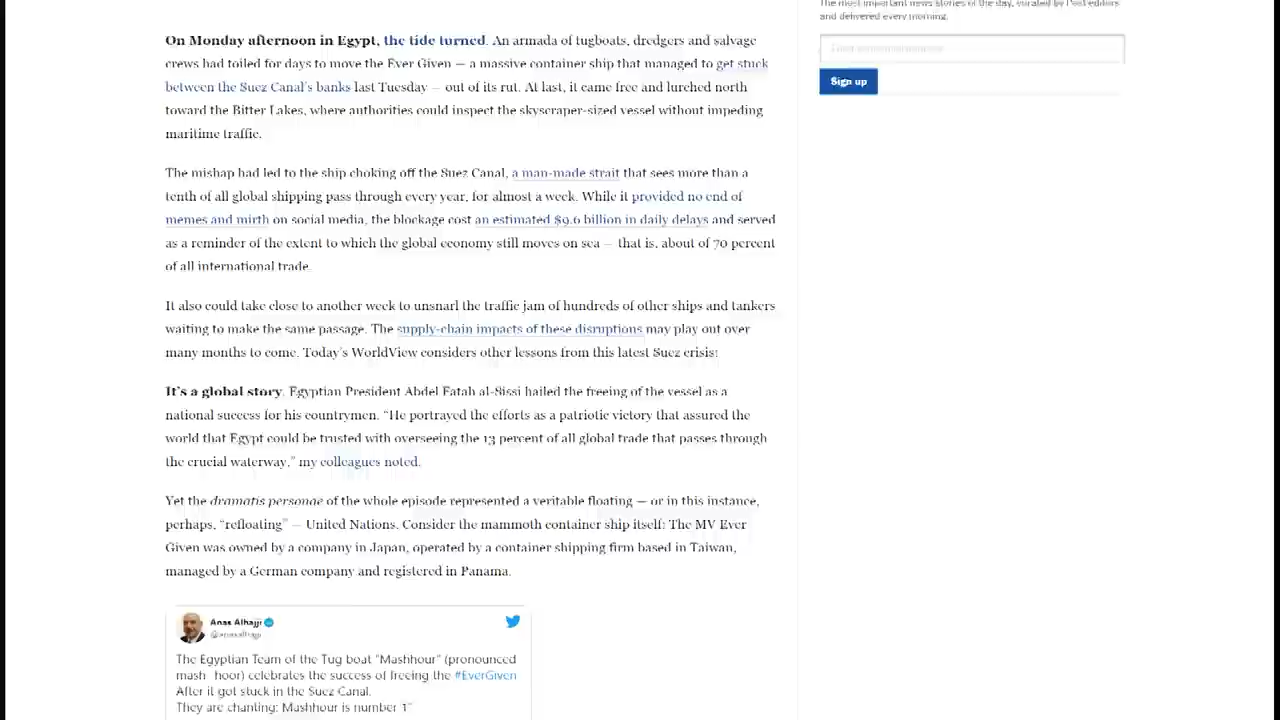 The most important news stories of the day, curated by Post editors
and delivered every morning.
Sign up
On Monday afternoon in Egypt, the tide turned. An armada of tugboats, dredgers and salvage
crews had toiled for days to move the Ever Given — a massive container ship that managed to get stuck
between the Suez Canal's banks last Tuesday — out of its rut. At last, it came free and lurched north
toward the Bitter Lakes, where authorities could inspect the skyscraper-sized vessel without impeding
maritime traffic.
The mishap had led to the ship choking off the Suez Canal, a man-made strait that sees more than a
tenth of all global shipping pass through every year, for almost a week. While it provided no end of
memes and mirth on social media, the blockage cost an estimated $9.6 billion in daily delays and served
as a reminder of the extent to which the global economy still moves on sea — that is, about of 70 percent
of all international trade.
It also could take close to another week to unsnarl the traffic jam of hundreds of other ships and tankers
waiting to make the same passage. The supply-chain impacts of these disruptions may play out over
many months to come. Today's WorldView considers other lessons from this latest Suez crisis:
It's a global story. Egyptian President Abdel Fatah al-Sissi hailed the freeing of the vessel as a
national success for his countrymen. “He portrayed the efforts as a patriotic victory that assured the
world that Egypt could be trusted with overseeing the 13 percent of all global trade that passes through
the crucial waterway,” my colleagues noted.
Yet the dramatis personae of the whole episode represented a veritable floating — or in this instance,
perhaps, “refloating” — United Nations. Consider the mammoth container ship itself: The MV Ever
Given was owned by a company in Japan, operated by a container shipping firm based in Taiwan,
managed by a German company and registered in Panama.
Anas Alhajji
@anasalhajji
The Egyptian Team of the Tug boat "Mashhour" (pronounced
mash hoor) celebrates the success of freeing the #EverGiven
After it got stuck in the Suez Canal.
They are chanting: Mashhour is number 1"